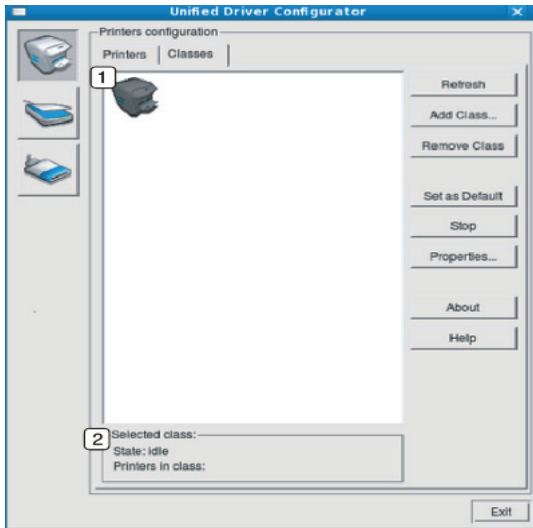 Unified Driver Configurator
Printers configuration
Printers
Classes
1
Refresh
Add Class...
Remove Class
Set as Default
Stop
Properties...
About
Help
2
Selected class:
State: idle
Printers in class:
Exit